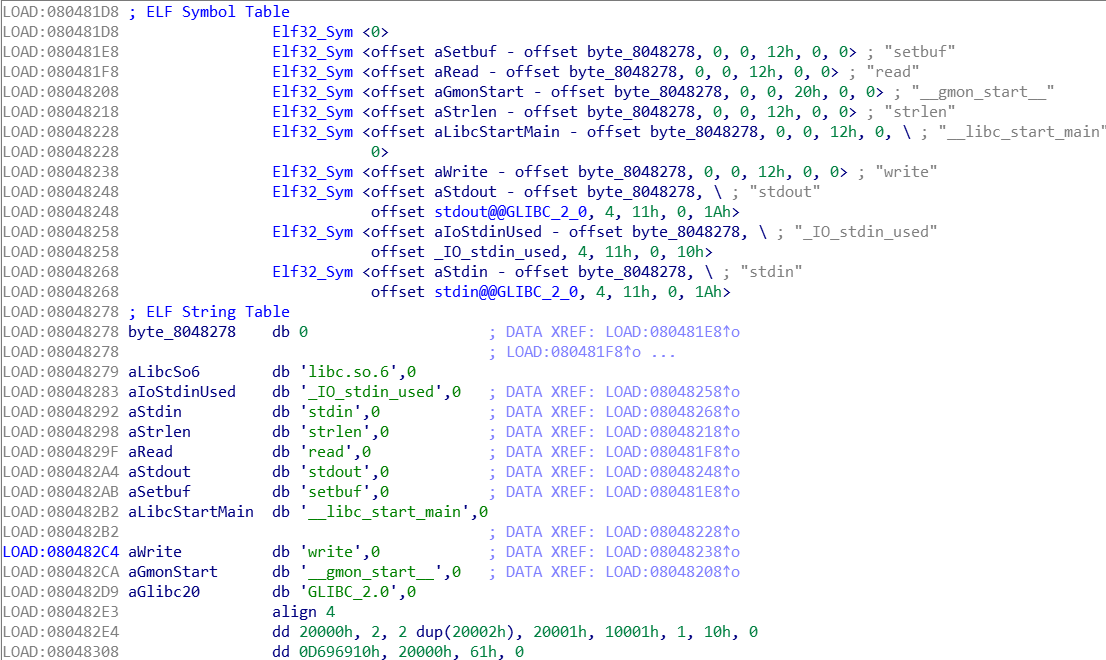 LOAD:080481D8 ; ELF Symbol Table
LOAD:080481D8                 Elf32_Sym <0>
LOAD:080481E8                 Elf32_Sym <offset aSetbuf - offset byte_8048278, 0, 0, 12h, 0, 0> ; "setbuf"
LOAD:080481F8                 Elf32_Sym <offset aRead - offset byte_8048278, 0, 0, 12h, 0, 0> ; "read"
LOAD:08048208                 Elf32_Sym <offset aGmonStart - offset byte_8048278, 0, 0, 20h, 0, 0> ; "__gmon_start__"
LOAD:08048218                 Elf32_Sym <offset aStrlen - offset byte_8048278, 0, 0, 12h, 0, 0> ; "strlen"
LOAD:08048228                 Elf32_Sym <offset aLibcStartMain - offset byte_8048278, 0, 0, 12h, 0, \ ; "__libc_start_main"
LOAD:08048228                            0>
LOAD:08048238                 Elf32_Sym <offset aWrite - offset byte_8048278, 0, 0, 12h, 0, 0> ; "write"
LOAD:08048248                 Elf32_Sym <offset aStdout - offset byte_8048278, \ ; "stdout"
LOAD:08048248                            offset stdout@@GLIBC_2_0, 4, 11h, 0, 1Ah>
LOAD:08048258                 Elf32_Sym <offset aIoStdinUsed - offset byte_8048278, \ ; "_IO_stdin_used"
LOAD:08048258                            offset _IO_stdin_used, 4, 11h, 0, 10h>
LOAD:08048268                 Elf32_Sym <offset aStdin - offset byte_8048278, \ ; "stdin"
LOAD:08048268                            offset stdin@@GLIBC_2_0, 4, 11h, 0, 1Ah>
LOAD:08048278 ; ELF String Table
LOAD:08048278 byte_8048278    db 0                    ; DATA XREF: LOAD:080481E8↑o
LOAD:08048278                                         ; LOAD:080481F8↑o ...
LOAD:08048279 aLibcSo6        db 'libc.so.6',0
LOAD:08048283 aIoStdinUsed    db '_IO_stdin_used',0   ; DATA XREF: LOAD:08048258↑o
LOAD:08048292 aStdin          db 'stdin',0            ; DATA XREF: LOAD:08048268↑o
LOAD:08048298 aStrlen         db 'strlen',0           ; DATA XREF: LOAD:08048218↑o
LOAD:0804829F aRead           db 'read',0             ; DATA XREF: LOAD:080481F8↑o
LOAD:080482A4 aStdout         db 'stdout',0           ; DATA XREF: LOAD:08048248↑o
LOAD:080482AB aSetbuf         db 'setbuf',0           ; DATA XREF: LOAD:080481E8↑o
LOAD:080482B2 aLibcStartMain  db '__libc_start_main',0
LOAD:080482B2                                         ; DATA XREF: LOAD:08048228↑o
LOAD:080482C4 aWrite          db 'write',0            ; DATA XREF: LOAD:08048238↑o
LOAD:080482CA aGmonStart      db '__gmon_start__',0   ; DATA XREF: LOAD:08048208↑o
LOAD:080482D9 aGlibc20        db 'GLIBC_2.0',0
LOAD:080482E3                 align 4
LOAD:080482E4                 dd 20000h, 2, 2 dup(20002h), 20001h, 10001h, 1, 10h, 0
LOAD:08048308                 dd 0D696910h, 20000h, 61h, 0